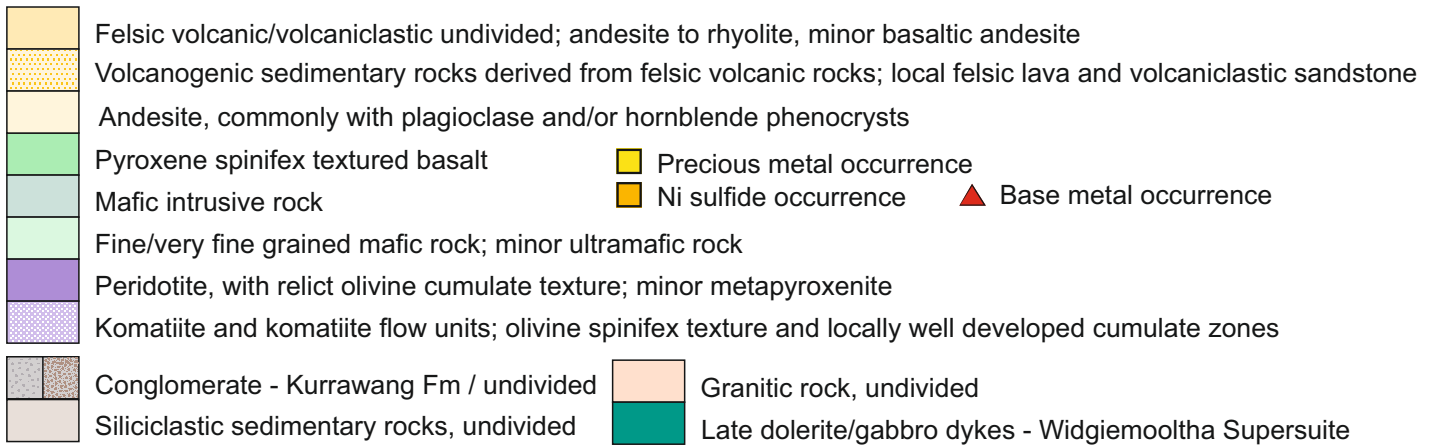 Felsic volcanic/volcaniclastic undivided; andesite to rhyolite, minor basaltic andesite
Volcanogenic sedimentary rocks derived from felsic volcanic rocks; local felsic lava and volcaniclastic sandstone
Andesite, commonly with plagioclase and/or hornblende phenocrysts
Pyroxene spinifex textured basalt
Precious metal occurrence
Mafic intrusive rock
Ni sulfide occurrence
Base metal occurrence
Fine/very fine grained mafic rock; minor ultramafic rock
Peridotite, with relict olivine cumulate texture; minor metapyroxenite
Komatiite and komatiite flow units; olivine spinifex texture and locally well developed cumulate zones
Conglomerate - Kurrawang Fm / undivided
Granitic rock, undivided
Siliciclastic sedimentary rocks, undivided
Late dolerite/gabbro dykes - Widgiemooltha Supersuite